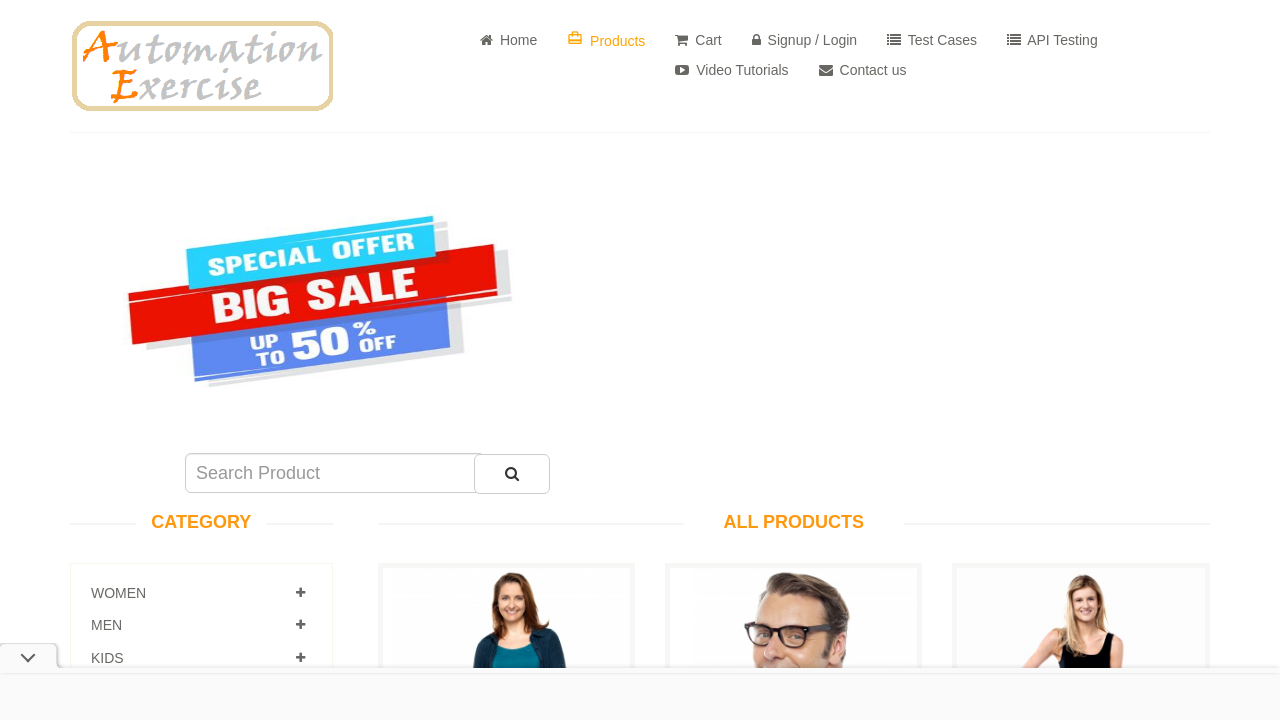 Automation
Exercise
Home Products Cart Signup / Login Test Cases API Testing
Video Tutorials Contact us
SPECIAL OFFER
BIG SALE
UP TO 50% OFF
Search Product
CATEGORY
ALL PRODUCTS
WOMEN
MEN
KIDS